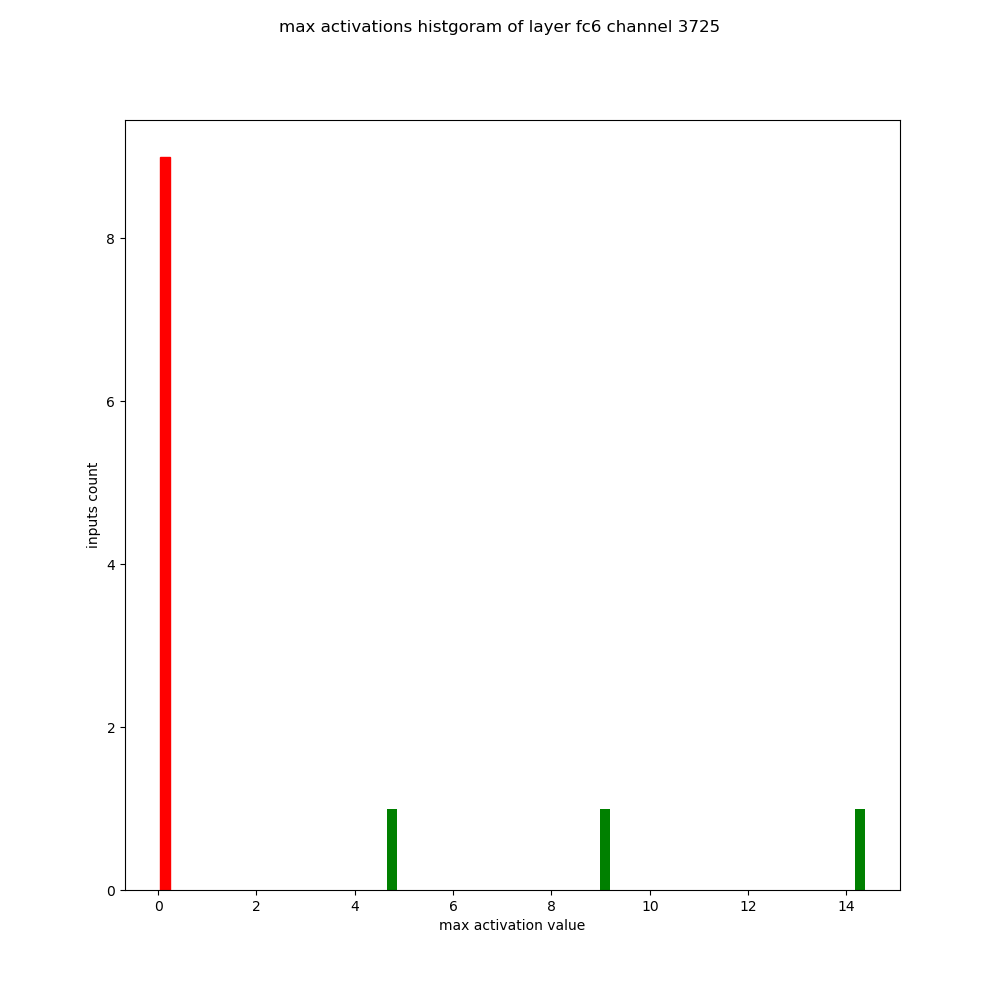 max activations histgoram of layer fc6 channel 3725
8
6
4
2
0
inputs count
0 2 4 6 8 10 12 14
max activation value